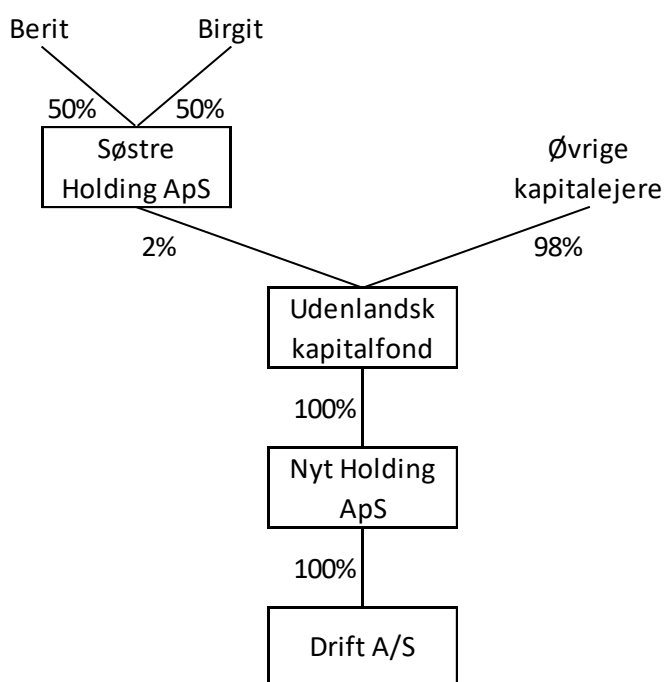 Berit
Birgit
50%
50%
Søstre
Holding ApS
Øvrige
kapitalejere
2%
98%
Udenlandsk
kapitalfond
100%
Nyt Holding
ApS
100%
Drift A/S